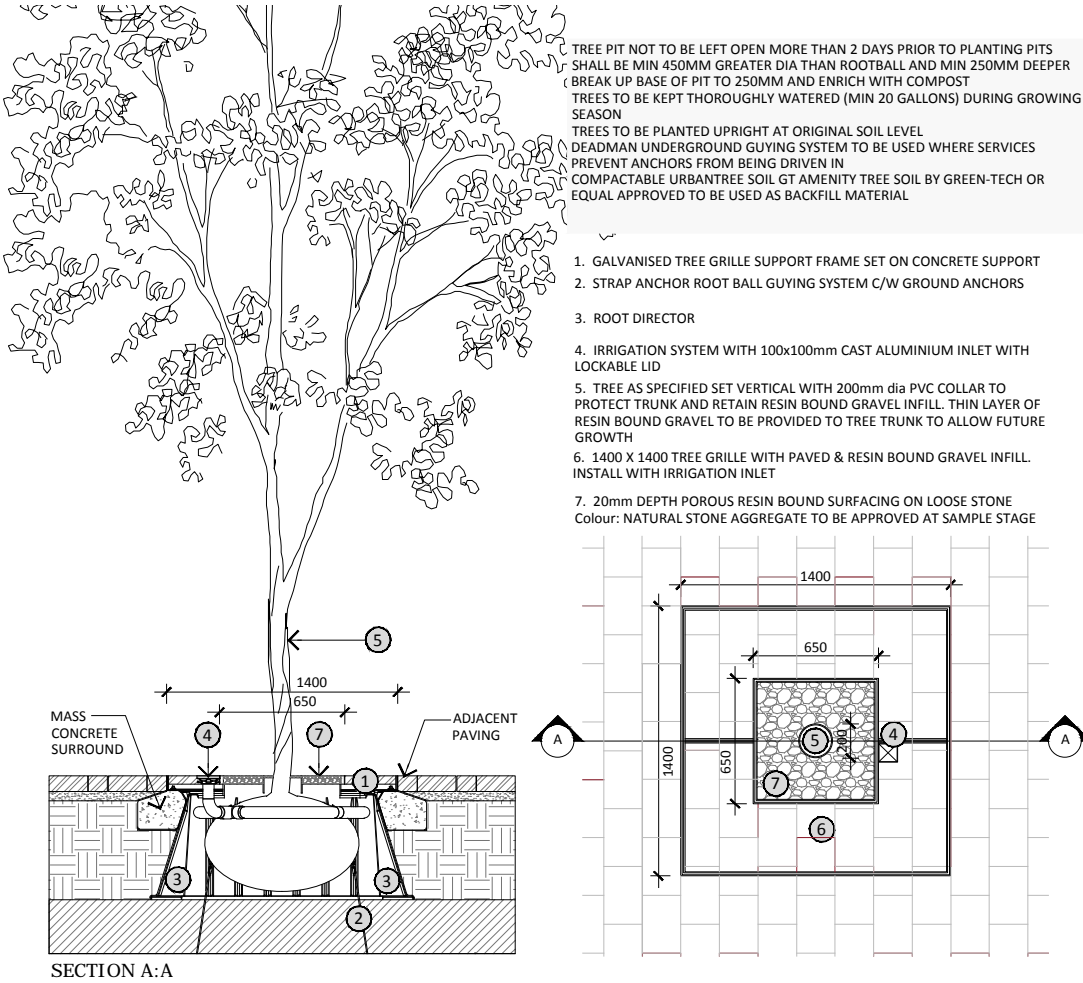 TREE PIT NOT TO BE LEFT OPEN MORE THAN 2 DAYS PRIOR TO PLANTING PITS
SHALL BE MIN 450MM GREATER DIA THAN ROOTBALL AND MIN 250MM DEEPER
BREAK UP BASE OF PIT TO 250MM AND ENRICH WITH COMPOST
TREES TO BE KEPT THOROUGHLY WATERED (MIN 20 GALLONS) DURING GROWING
SEASON
TREES TO BE PLANTED UPRIGHT AT ORIGINAL SOIL LEVEL
DEADMAN UNDERGROUND GUYING SYSTEM TO BE USED WHERE SERVICES
PREVENT ANCHORS FROM BEING DRIVEN IN
COMPACTABLE URBANTREE SOIL GT AMENITY TREE SOIL BY GREEN-TECH OR
EQUAL APPROVED TO BE USED AS BACKFILL MATERIAL
1. GALVANISED TREE GRILLE SUPPORT FRAME SET ON CONCRETE SUPPORT
2. STRAP ANCHOR ROOT BALL GUYING SYSTEM C/W GROUND ANCHORS
3. ROOT DIRECTOR
4. IRRIGATION SYSTEM WITH 100x100mm CAST ALUMINIUM INLET WITH
LOCKABLE LID
5. TREE AS SPECIFIED SET VERTICAL WITH 200mm dia PVC COLLAR TO
PROTECT TRUNK AND RETAIN RESIN BOUND GRAVEL INFILL. THIN LAYER OF
RESIN BOUND GRAVEL TO BE PROVIDED TO TREE TRUNK TO ALLOW FUTURE
GROWTH
6. 1400 X 1400 TREE GRILLE WITH PAVED & RESIN BOUND GRAVEL INFILL.
INSTALL WITH IRRIGATION INLET
7. 20mm DEPTH POROUS RESIN BOUND SURFACING ON LOOSE STONE
Colour: NATURAL STONE AGGREGATE TO BE APPROVED AT SAMPLE STAGE
5
1400
650
MASS
CONCRETE
SURROUND
4
7
ADJACENT
PAVING
1
3
3
2
SECTION A:A
1400
650
A
1400
650
5
200
4
A
7
6